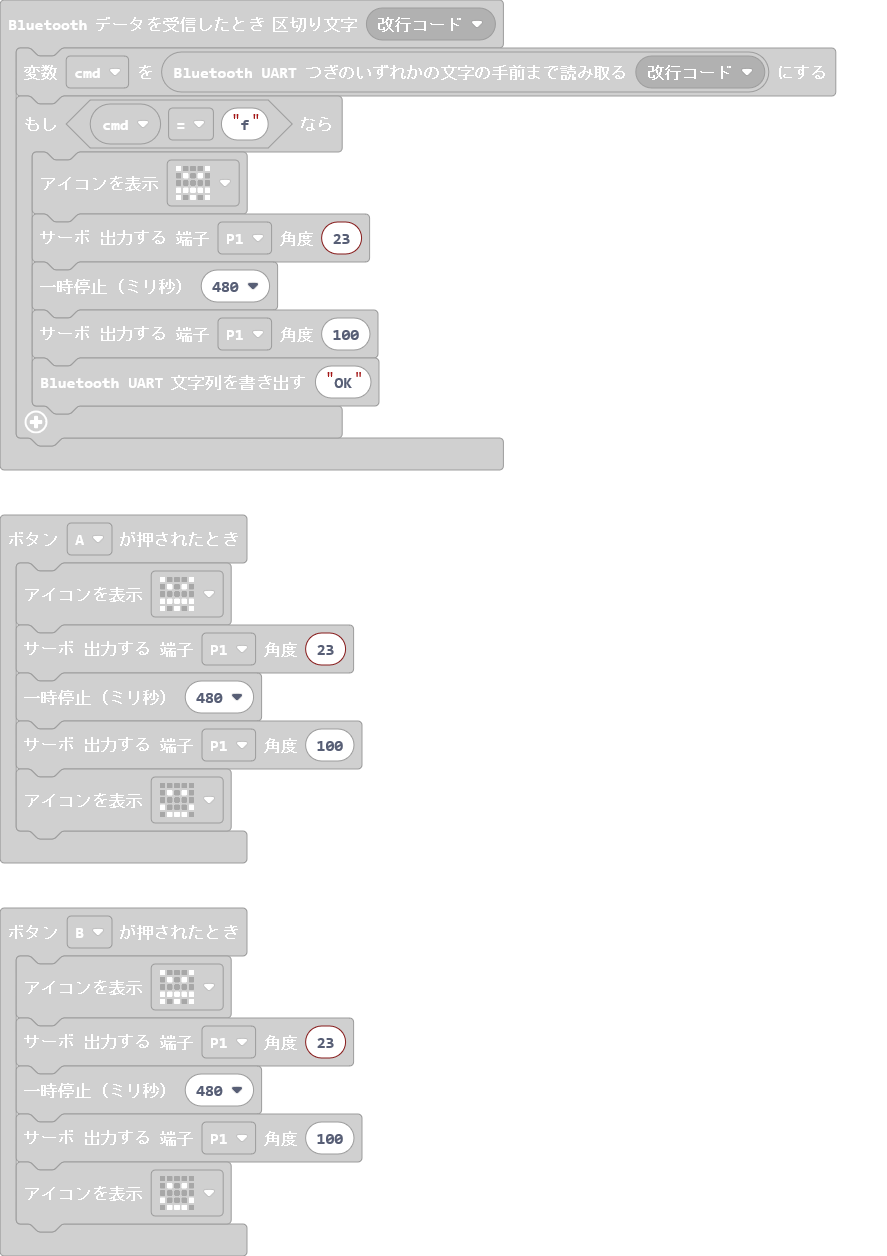 Bluetooth データを受信したとき 区切り文字 改行コード
変数 cmd を Bluetooth UART つぎのいずれかの文字の手前まで読み取る 改行コード にする
もし cmd = "f" なら
アイコンを表示
サーボ 出力する 端子 P1 角度 23
一時停止（ミリ秒） 480
サーボ 出力する 端子 P1 角度 100
Bluetooth UART 文字列を書き出す "OK"
ボタン A が押されたとき
アイコンを表示
サーボ 出力する 端子 P1 角度 23
一時停止（ミリ秒） 480
サーボ 出力する 端子 P1 角度 100
アイコンを表示
ボタン B が押されたとき
アイコンを表示
サーボ 出力する 端子 P1 角度 23
一時停止（ミリ秒） 480
サーボ 出力する 端子 P1 角度 100
アイコンを表示